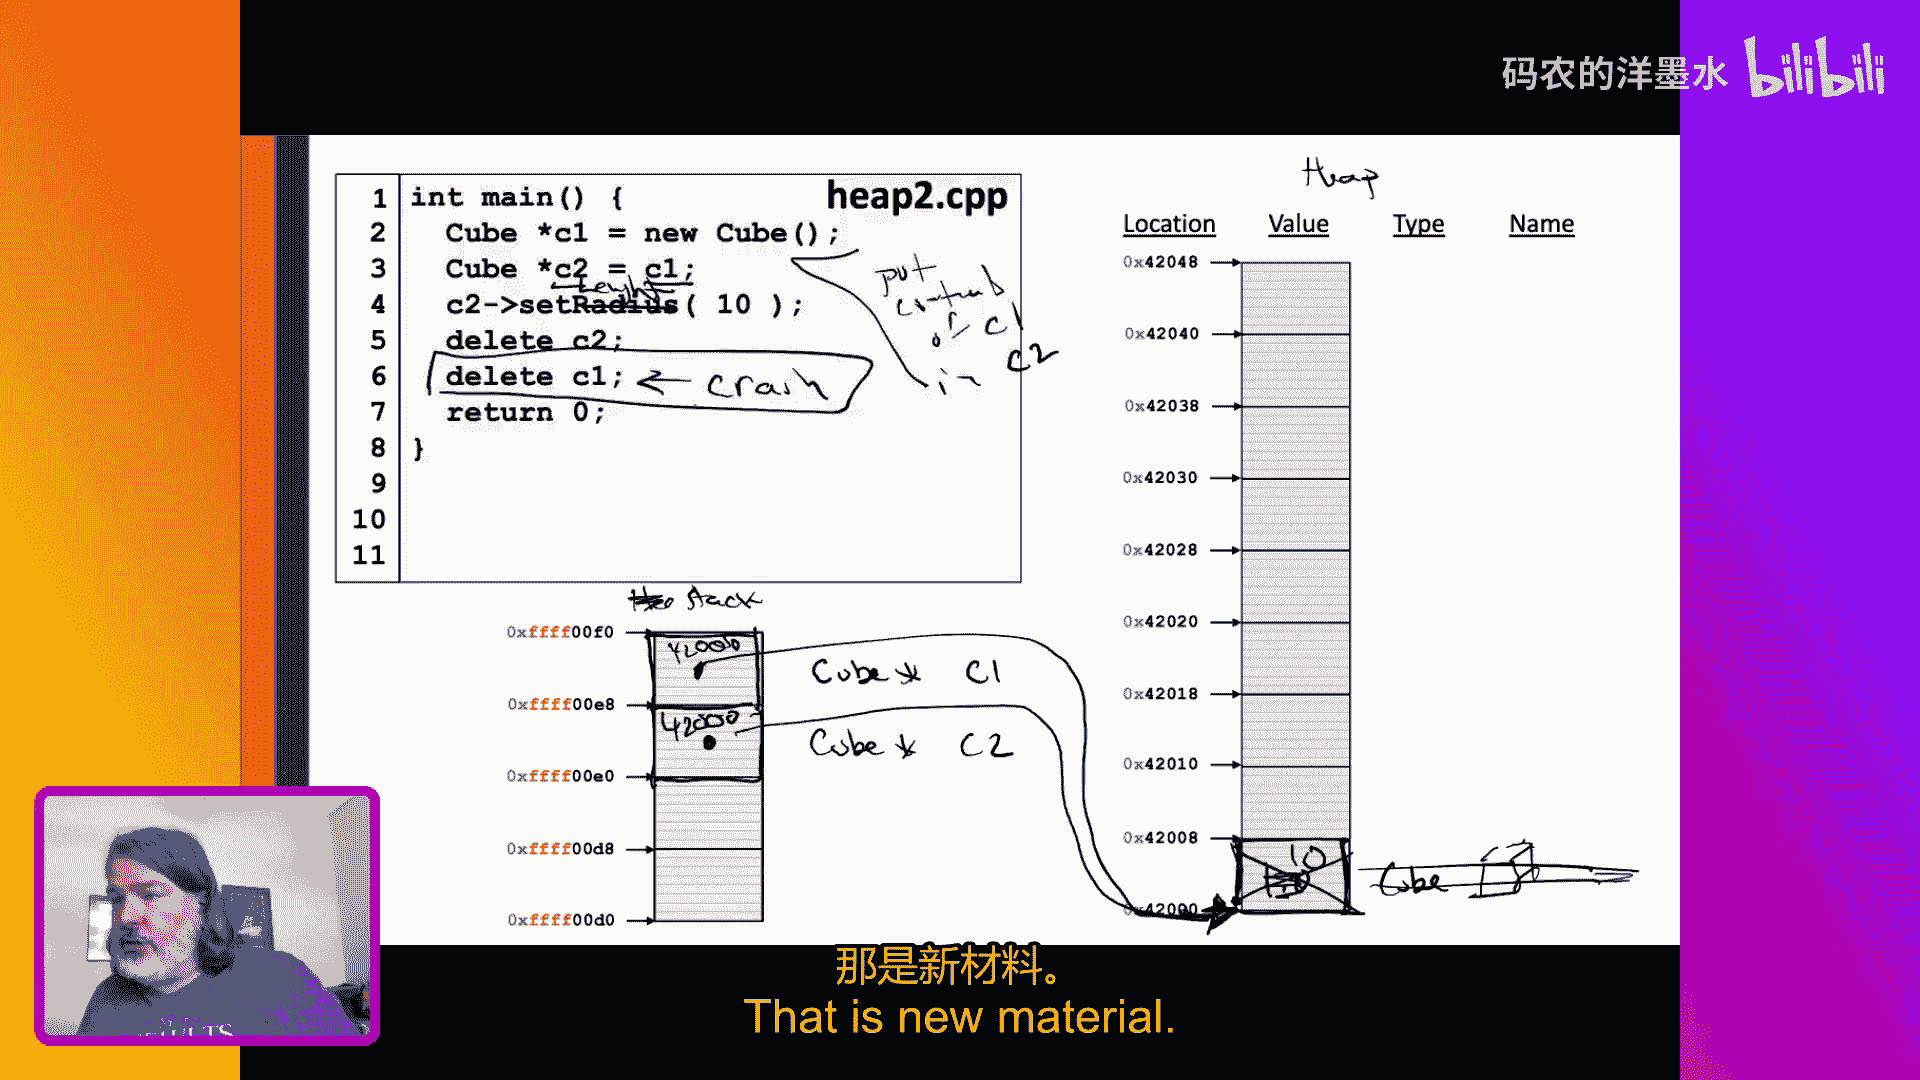 码农的洋墨水 bilibili
heap2.cpp
1 int main() {
2 Cube *c1 = new Cube();
3 Cube *c2 = c1;
Length
4 c2->setRadius( 10 );
5 delete c2;
6 delete c1; ← crash
7 return 0;
8 }
9
10
11
put
contents
of c1
in c2
Heap
Location Value Type Name
0x42048
0x42040
0x42038
0x42030
0x42028
0x42020
0x42018
0x42010
0x42008
10 Cube
0x42000
Stack
0xffff00f0
42000 Cube* C1
0xffff00e8
42000 Cube* C2
0xffff00e0
0xffff00d8
0xffff00d0
那是新材料。
That is new material.